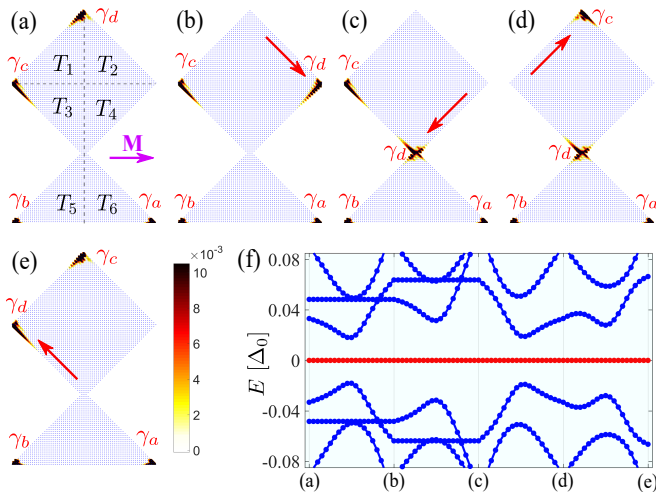 (a) γd (b) (c) (d) γc
γc T1 T2 γc γd γc
T3 T4
M γd γd
γb T5 T6 γa γb γa γb γa γb γa
(e) γc 10 ×10⁻³ (f) 0.08
γd 8 0.04
6 E [Δ0] 0
4 -0.04
γb γa 2 -0.08
0 (a) (b) (c) (d) (e)